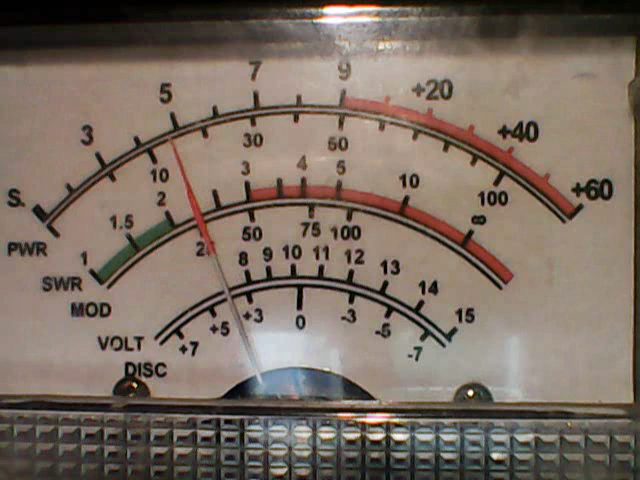 S. 3 5 7 9 +20 +40 +60
PWR 10 30 50 100
SWR 1 1.5 2 3 4 5 10 ∞
MOD 50 75 100
VOLT 8 9 10 11 12 13 14 15
DISC +7 +5 +3 0 -3 -5 -7